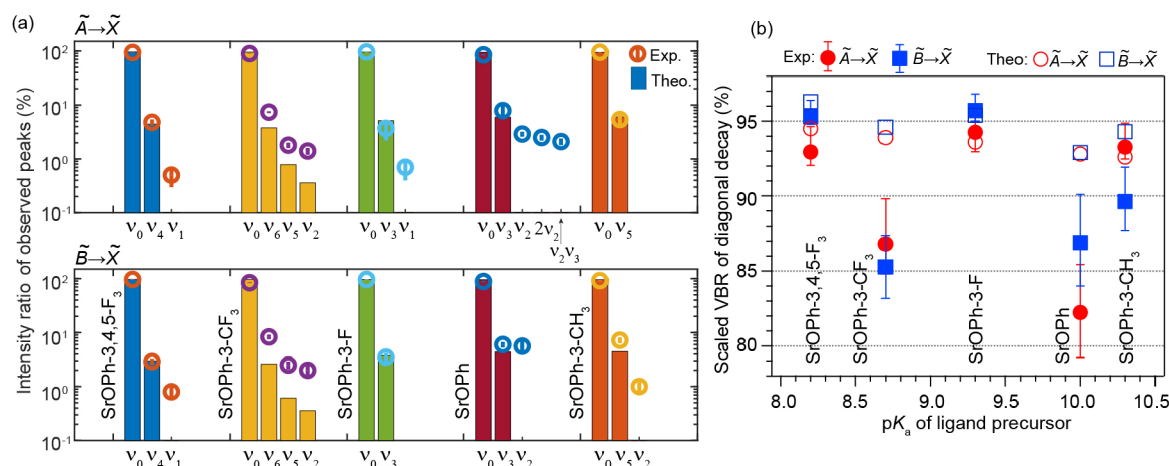 (a)
Ã→X̃
Intensity ratio of observed peaks (%)
10²
10¹
10⁰
10⁻¹
Exp.
Theo.
ν₀ ν₄ ν₁
ν₀ ν₆ ν₅ ν₂
ν₀ ν₃ ν₁
ν₀ ν₃ ν₂ 2ν₂
ν₂ν₃
ν₀ ν₅
B̃→X̃
10²
10¹
10⁰
10⁻¹
SrOPh-3,4,5-F₃
SrOPh-3-CF₃
SrOPh-3-F
SrOPh
SrOPh-3-CH₃
ν₀ ν₄ ν₁
ν₀ ν₆ ν₅ ν₂
ν₀ ν₃
ν₀ ν₃ ν₂
ν₀ ν₅ ν₂
(b)
Exp: Ã→X̃ B̃→X̃ Theo: Ã→X̃ B̃→X̃
Scaled VBR of diagonal decay (%)
95
90
85
80
SrOPh-3,4,5-F₃
SrOPh-3-CF₃
SrOPh-3-F
SrOPh
SrOPh-3-CH₃
8.0 8.5 9.0 9.5 10.0 10.5
pKₐ of ligand precursor